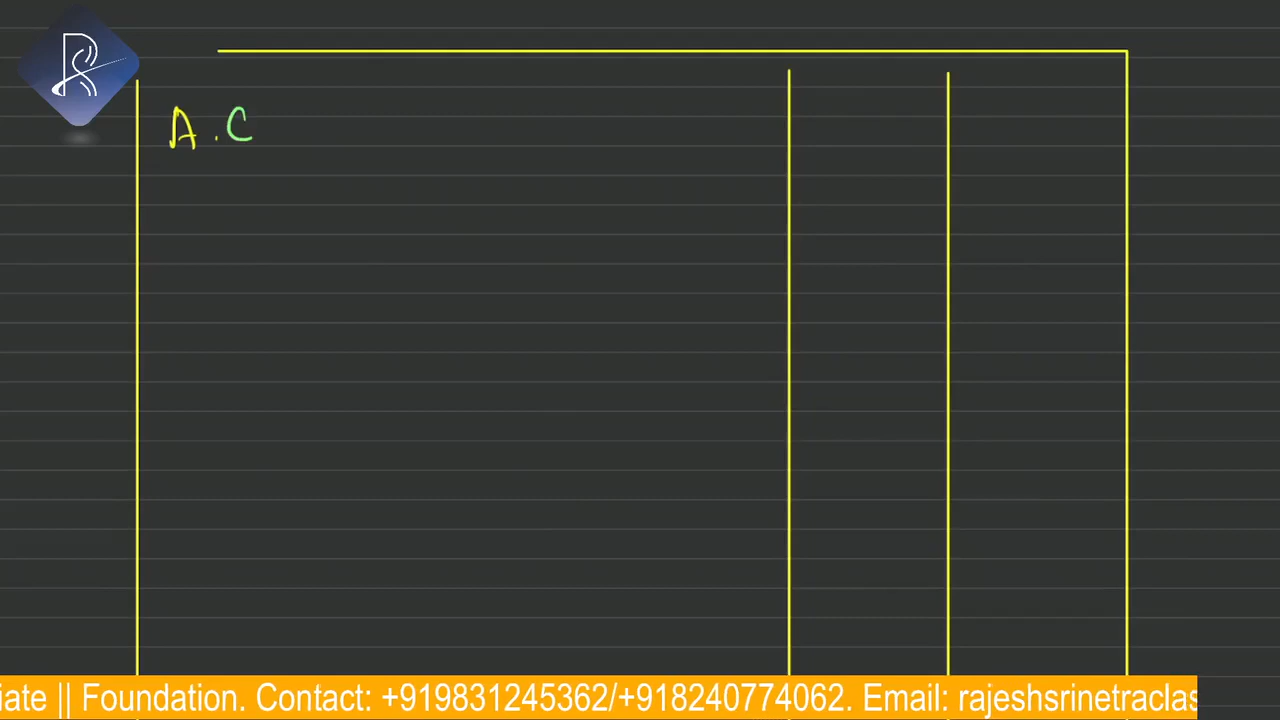 A . C
iate || Foundation. Contact: +919831245362/+918240774062. Email: rajeshsrinetraclas